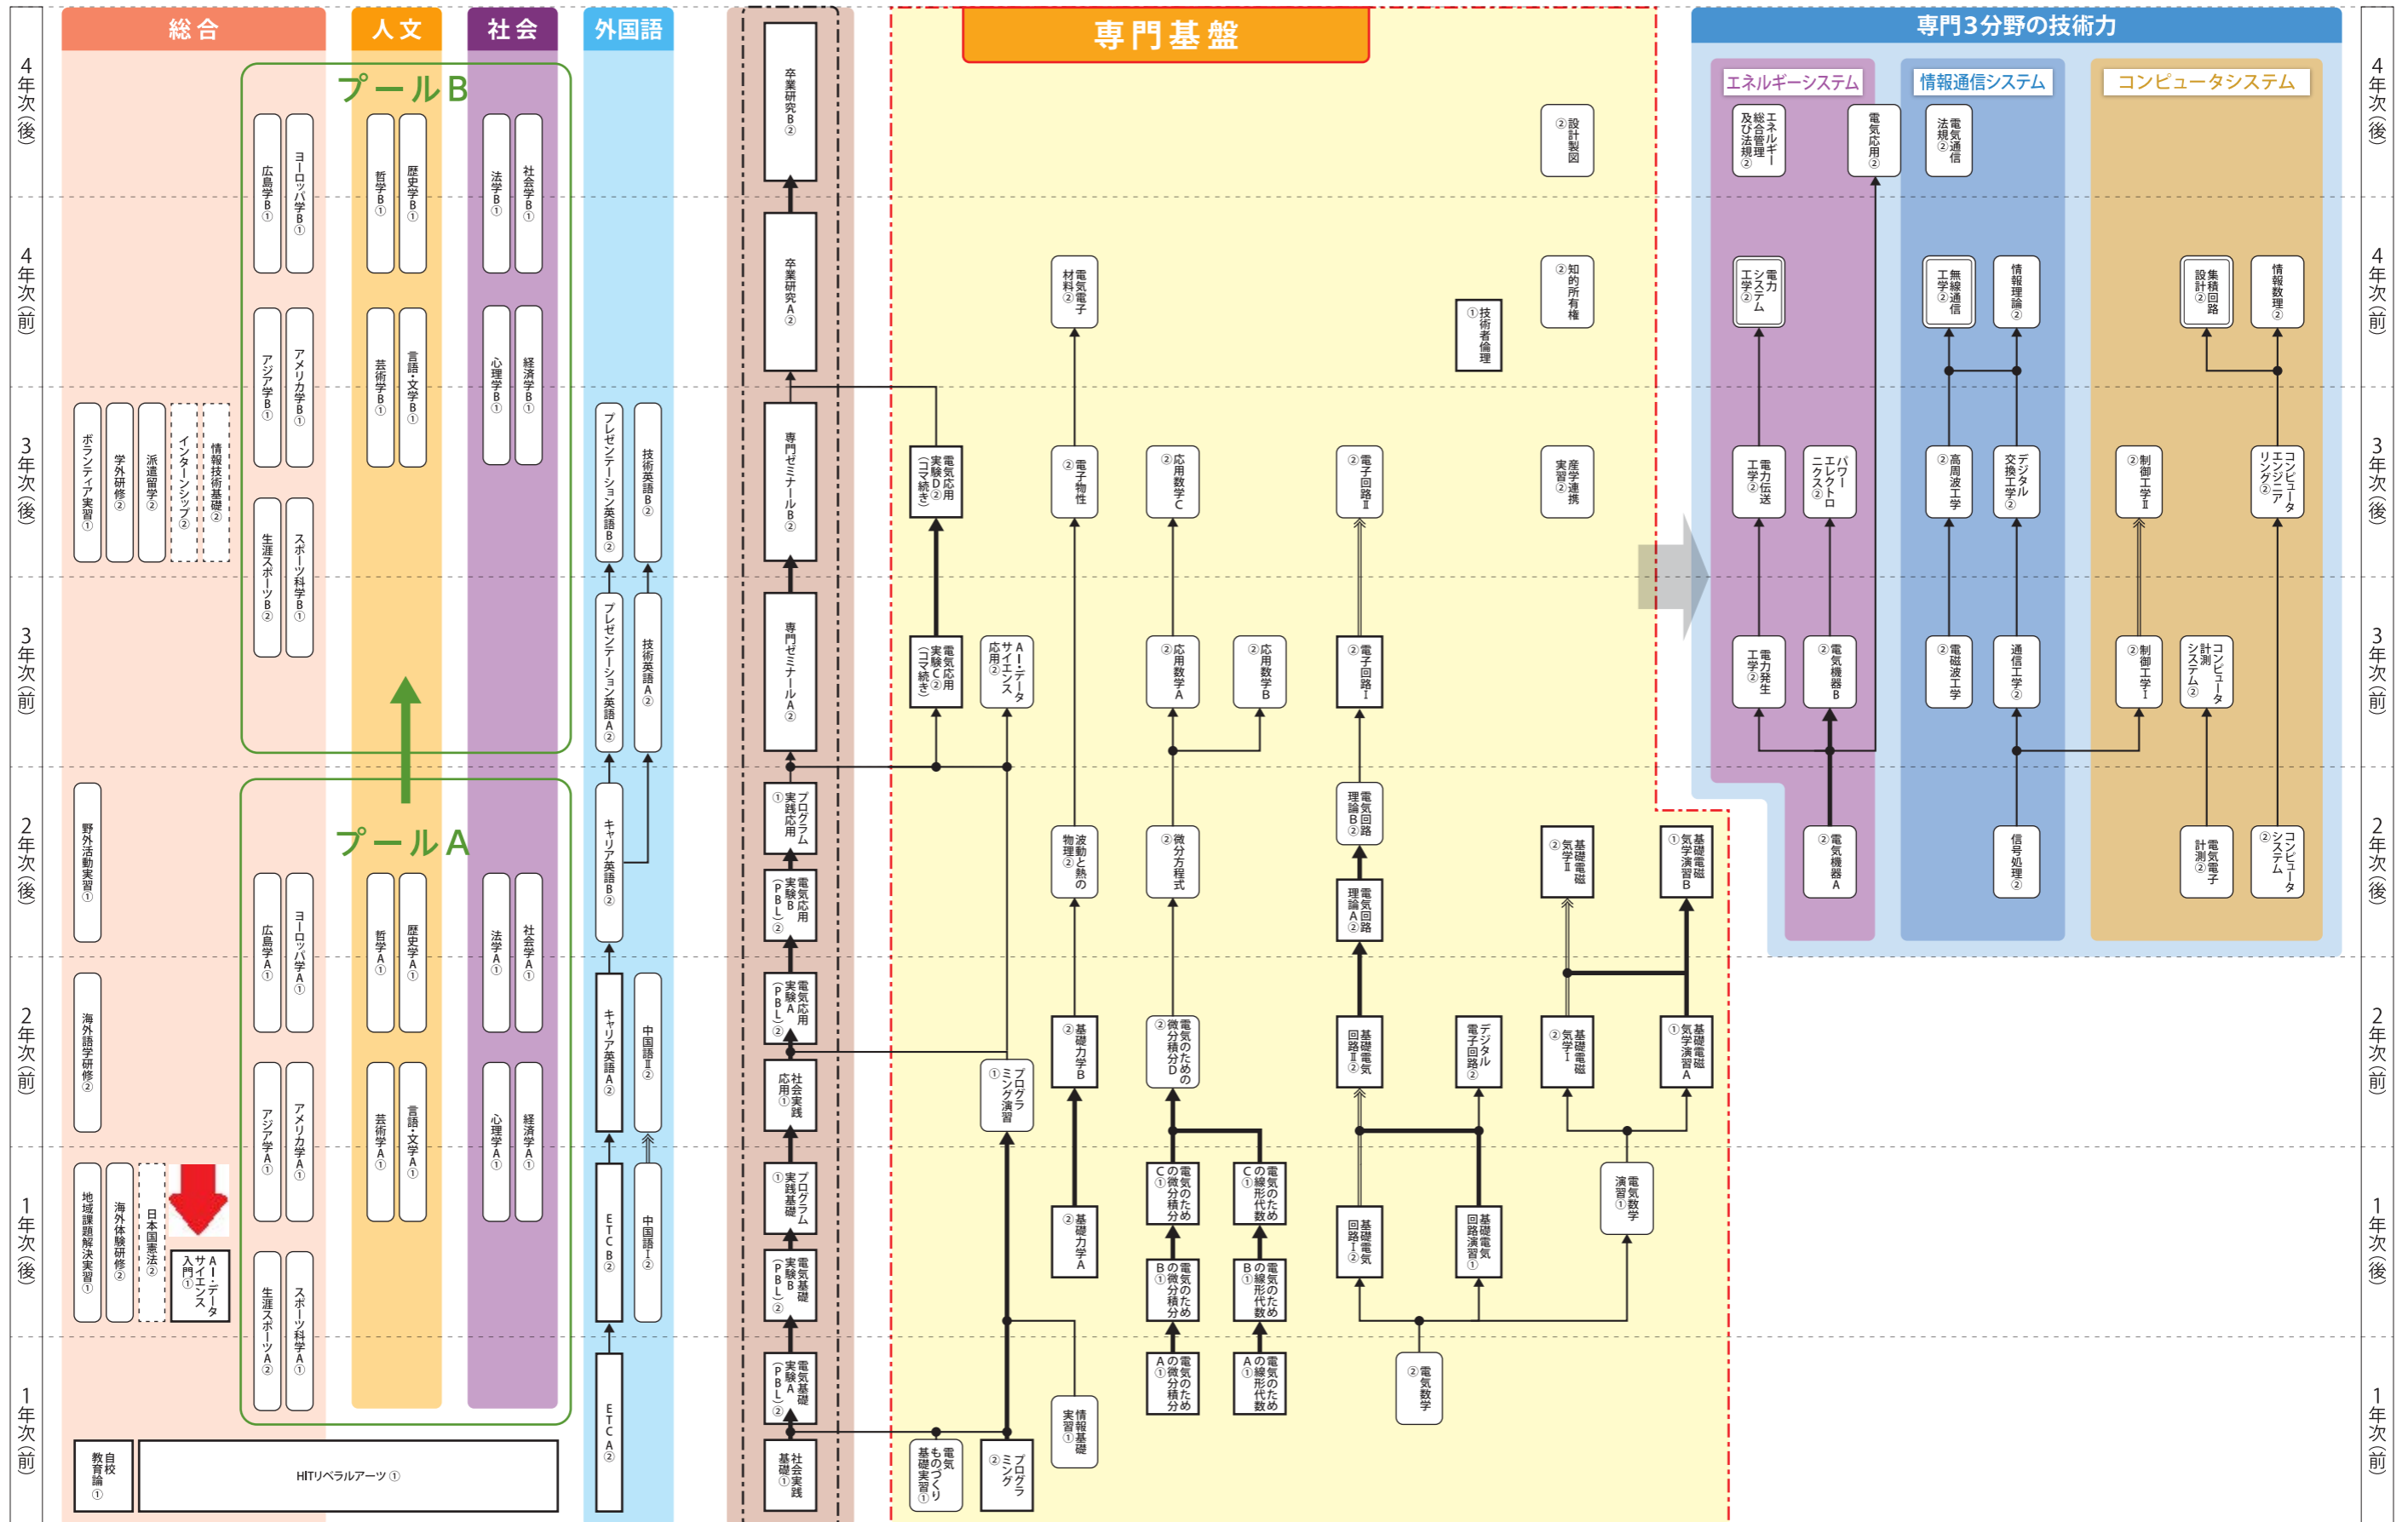 総合
人文
社会
外国語
専門基盤
専門3分野の技術力
エネルギーシステム
情報通信システム
コンピュータシステム
プールB
プールA
4年次(後)
広島学B①
ヨーロッパ学B①
哲学B①
歴史学B①
法学B①
社会学B①
卒業研究B②
設計製図②
エネルギー総合管理及び法規②
電気応用②
電気通信法規②
4年次(後)
4年次(前)
アジア学B①
アメリカ学B①
芸術学B①
言語・文学B①
心理学B①
経済学B①
卒業研究A②
電気電子材料②
技術者倫理①
知的所有権②
電力システム工学②
無線通信工学②
情報理論②
集積回路設計②
情報数理②
4年次(前)
3年次(後)
ボランティア実習①
学外研修②
派遣留学②
インターンシップ②
情報技術基礎②
生涯スポーツB②
スポーツ科学B①
プレゼンテーション英語B②
技術英語B②
専門ゼミナールB②
電気応用実験D②(コマ続き)
電子物性②
応用数学C②
電子回路Ⅱ②
産学連携実習②
電力伝送工学②
パワーエレクトロニクス②
高周波工学②
デジタル交換工学②
制御工学Ⅱ②
コンピュータエンジニアリング②
3年次(後)
3年次(前)
プレゼンテーション英語A②
技術英語A②
専門ゼミナールA②
電気応用実験C②(コマ続き)
AI・データサイエンス応用②
応用数学A②
応用数学B②
電子回路Ⅰ②
電力発生工学②
電気機器B②
電磁波工学②
通信工学②
制御工学Ⅰ②
コンピュータ計測システム②
3年次(前)
2年次(後)
野外活動実習①
広島学A①
ヨーロッパ学A①
哲学A①
歴史学A①
法学A①
社会学A①
キャリア英語B②
プログラム実践応用①
電気応用実験B(PBL)②
波動と熱の物理②
微分方程式②
電気回路理論B②
電気回路理論A②
基礎電磁気学Ⅱ②
基礎電磁気学演習B①
電気機器A②
信号処理②
電気電子計測②
コンピュータシステム②
2年次(後)
2年次(前)
海外語学研修②
アジア学A①
アメリカ学A①
芸術学A①
言語・文学A①
心理学A①
経済学A①
キャリア英語A②
中国語Ⅱ②
電気応用実験A(PBL)②
社会実践応用①
プログラミング演習①
基礎力学B②
電気のための微分積分D②
基礎電気回路Ⅱ②
デジタル電子回路②
基礎電磁気学Ⅰ②
基礎電磁気学演習A①
2年次(前)
1年次(後)
地域課題解決実習①
海外体験研修②
日本国憲法②
AI・データサイエンス入門①
生涯スポーツA②
スポーツ科学A①
ETC B②
中国語Ⅰ②
プログラム実践基礎①
電気基礎実験B(PBL)②
基礎力学A②
電気のための微分積分C①
電気のための線形代数C①
電気のための微分積分B①
電気のための線形代数B①
基礎電気回路Ⅰ②
基礎電気回路演習①
電気数学演習①
1年次(後)
1年次(前)
自校教育論①
HITリベラルアーツ①
ETC A②
電気基礎実験A(PBL)②
社会実践基礎①
電気ものづくり基礎実習①
プログラミング②
情報基礎実習①
電気のための微分積分A①
電気のための線形代数A①
電気数学②
1年次(前)